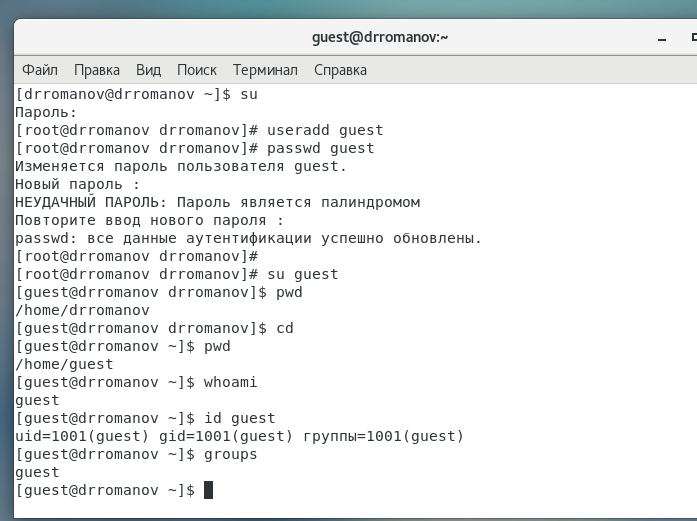 guest@drromanov:~
Файл Правка Вид Поиск Терминал Справка
[drromanov@drromanov ~]$ su
Пароль:
[root@drromanov drromanov]# useradd guest
[root@drromanov drromanov]# passwd guest
Изменяется пароль пользователя guest.
Новый пароль :
НЕУДАЧНЫЙ ПАРОЛЬ: Пароль является палиндромом
Повторите ввод нового пароля :
passwd: все данные аутентификации успешно обновлены.
[root@drromanov drromanov]#
[root@drromanov drromanov]# su guest
[guest@drromanov drromanov]$ pwd
/home/drromanov
[guest@drromanov drromanov]$ cd
[guest@drromanov ~]$ pwd
/home/guest
[guest@drromanov ~]$ whoami
guest
[guest@drromanov ~]$ id guest
uid=1001(guest) gid=1001(guest) группы=1001(guest)
[guest@drromanov ~]$ groups
guest
[guest@drromanov ~]$